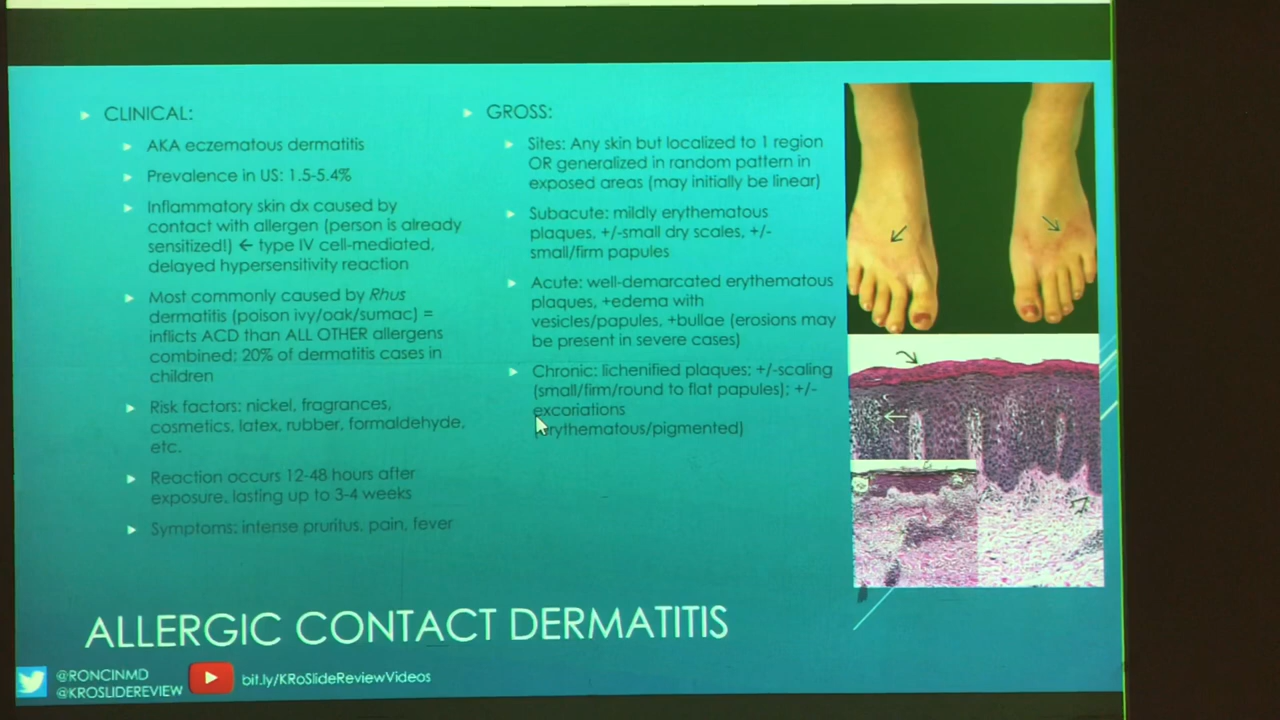 CLINICAL:
AKA eczematous dermatitis
Prevalence in US: 1.5-5.4%
Inflammatory skin dx caused by
contact with allergen (person is already
sensitized!) ← type IV cell-mediated,
delayed hypersensitivity reaction
Most commonly caused by Rhus
dermatitis (poison ivy/oak/sumac) =
inflicts ACD than ALL OTHER allergens
combined; 20% of dermatitis cases in
children
Risk factors: nickel, fragrances,
cosmetics, latex, rubber, formaldehyde,
etc.
Reaction occurs 12-48 hours after
exposure, lasting up to 3-4 weeks
Symptoms: intense pruritus, pain, fever
GROSS:
Sites: Any skin but localized to 1 region
OR generalized in random pattern in
exposed areas (may initially be linear)
Subacute: mildly erythematous
plaques, +/-small dry scales, +/-
small/firm papules
Acute: well-demarcated erythematous
plaques, +edema with
vesicles/papules, +bullae (erosions may
be present in severe cases)
Chronic: lichenified plaques; +/-scaling
(small/firm/round to flat papules); +/-
excoriations
(erythematous/pigmented)
ALLERGIC CONTACT DERMATITIS
@RONCINMD
@KROSLIDEREVIEW
bit.ly/KRoSlideReviewVideos